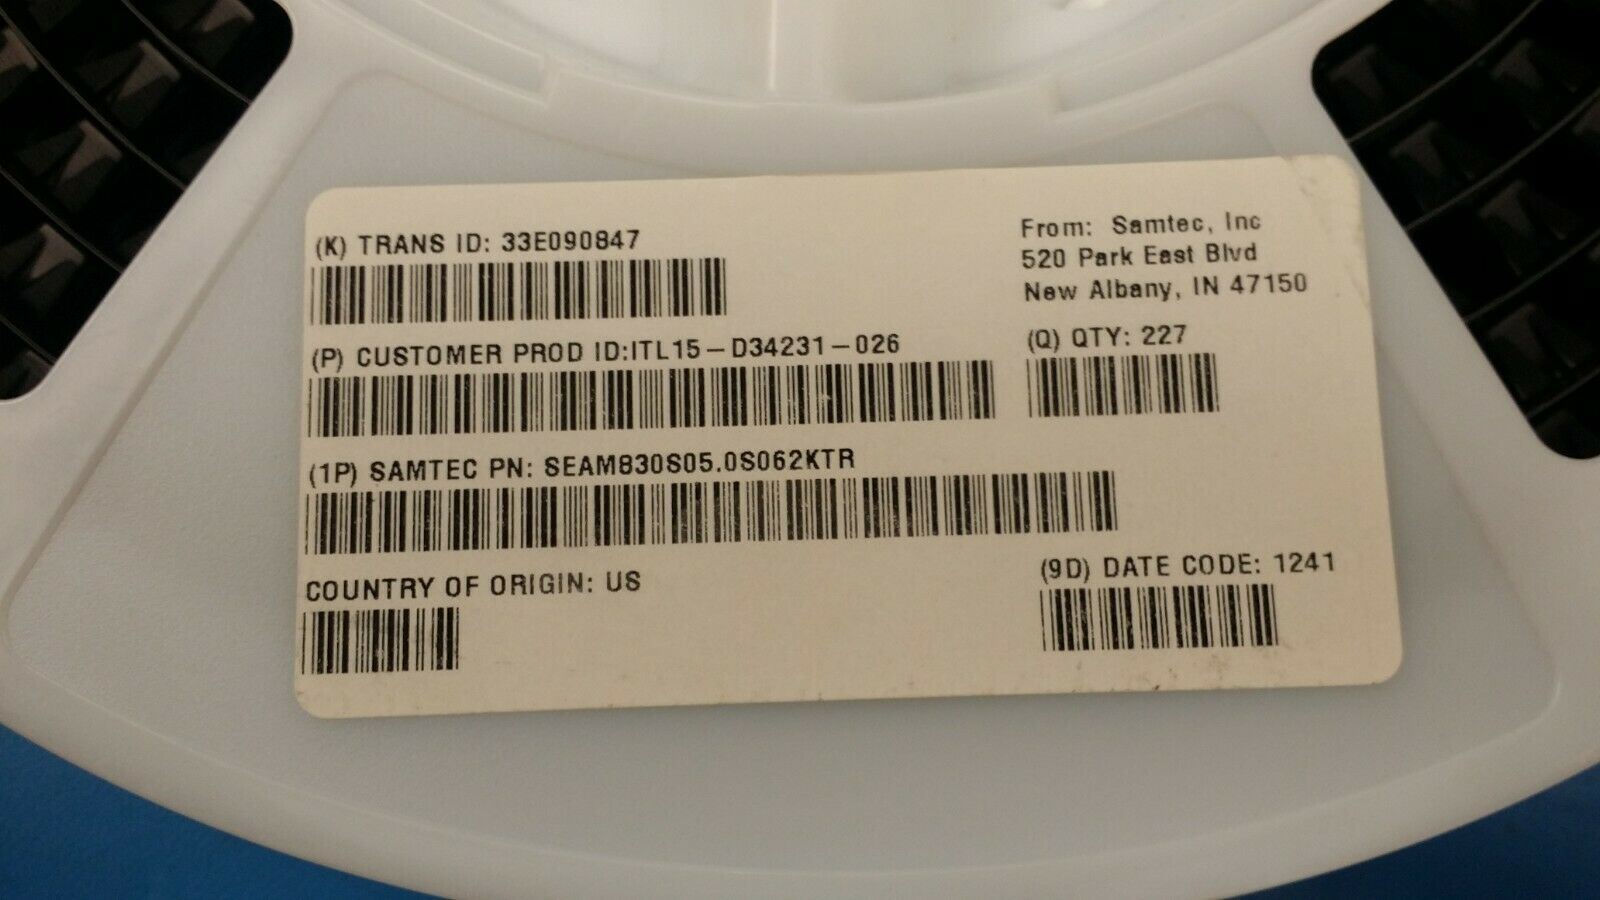 (K) TRANS ID: 33E090847
From: Samtec, Inc
520 Park East Blvd
New Albany, IN 47150
(P) CUSTOMER PROD ID:ITL15-D34231-026
(Q) QTY: 227
(1P) SAMTEC PN: SEAM830S05.0S062KTR
COUNTRY OF ORIGIN: US
(9D) DATE CODE: 1241